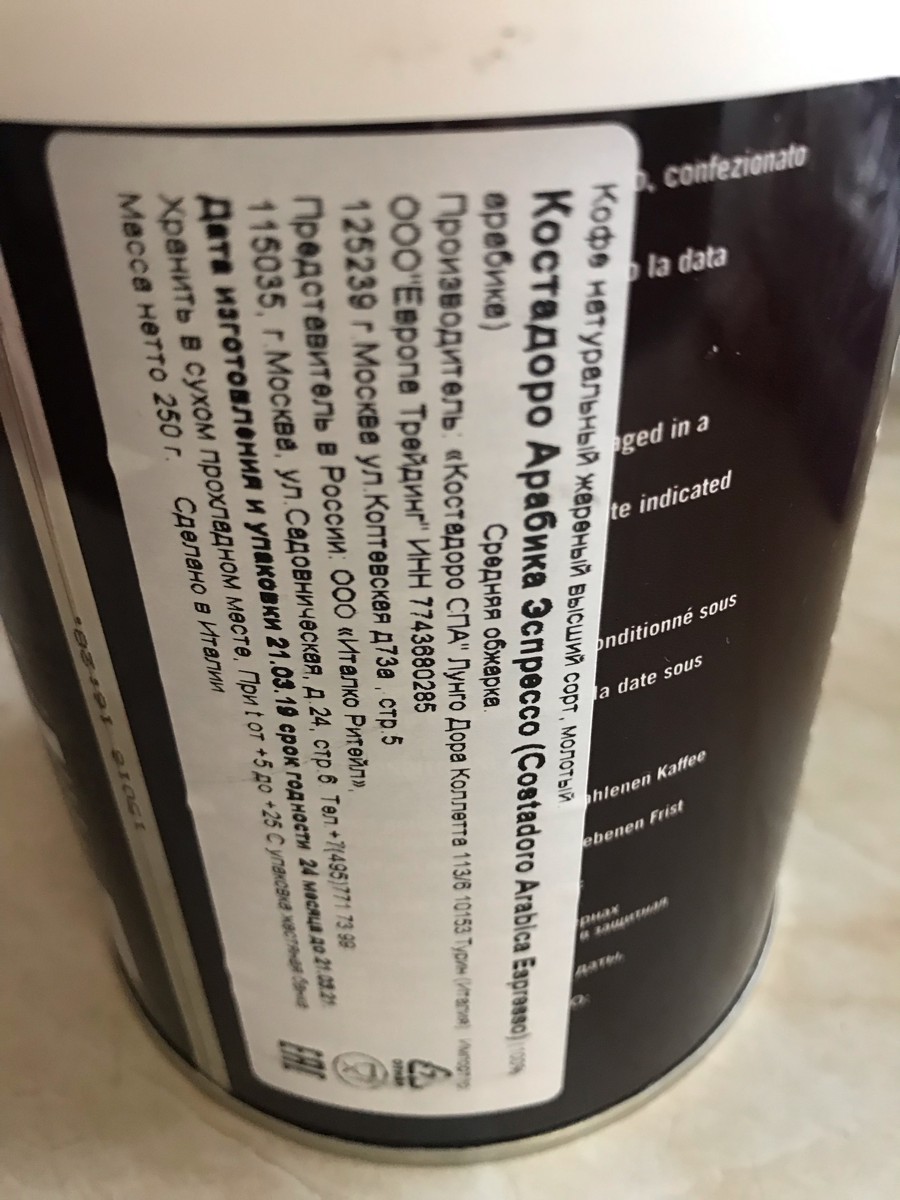 Кофе натуральный жареный высший сорт, молотый
Костадоро Арабика Эспрессо (Costadoro Arabica Espresso) (100%
арабика) Средняя обжарка.
Производитель: «Костадоро СПА" Лунго Дора Коллетта 113/6 10153 Турин (Италия) Импортер
ООО"Европа Трейдинг" ИНН 7743680285
125239 г.Москва ул.Коптевская д73а , стр.5
Представитель в России: ООО «Италко Ритейл»,
115035, г.Москва, ул.Садовническая, д.24, стр.6 Тел.+7(495)771 73 99
Дата изготовления и упаковки 21.03.19 срок годности 24 месяца до 21.03.21
Хранить в сухом прохладном месте. При t от +5 до +25 С упаковка жестяная банка
Масса нетто 250 г. Сделано в Италии
EAC
, confezionato
la data
aged in a
te indicated
onditionné sous
la date sous
ahlenen Kaffee
ebenen Frist
рнах
в защитная
даты,